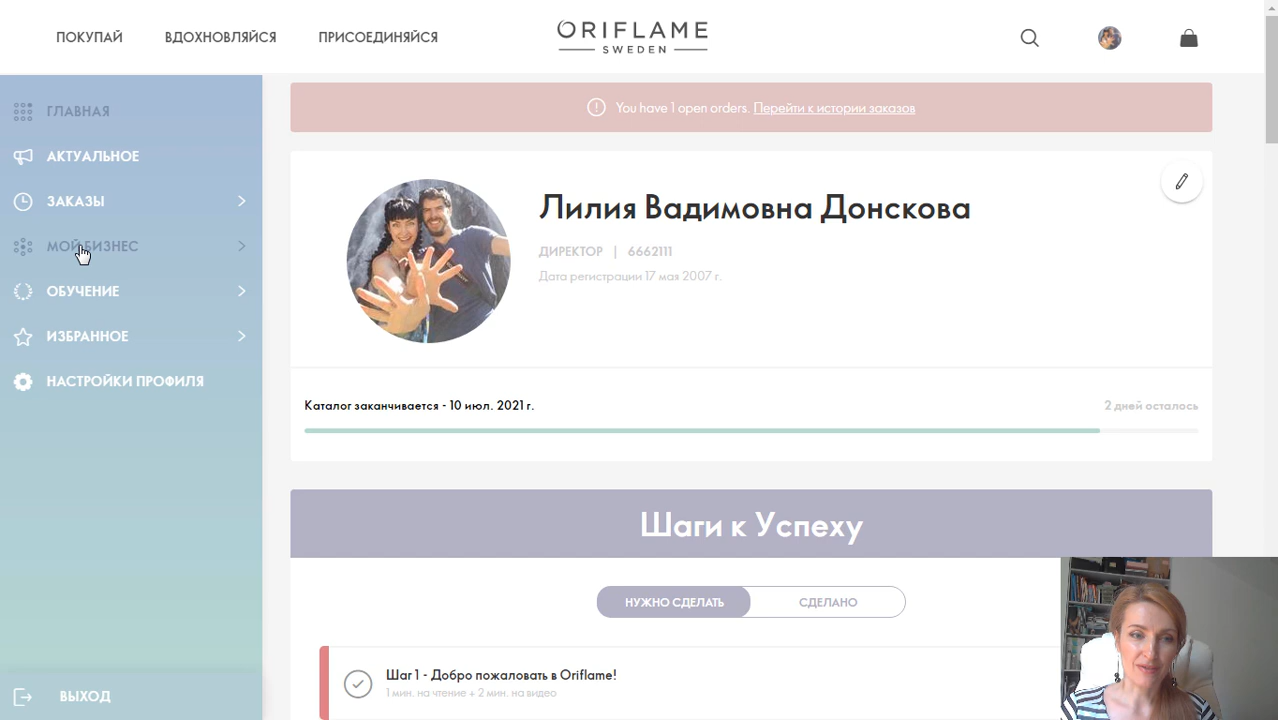 ПОКУПАЙ ВДОХНОВЛЯЙСЯ ПРИСОЕДИНЯЙСЯ
ORIFLAME
SWEDEN
ГЛАВНАЯ
АКТУАЛЬНОЕ
ЗАКАЗЫ
МОЙ БИЗНЕС
ОБУЧЕНИЕ
ИЗБРАННОЕ
НАСТРОЙКИ ПРОФИЛЯ
ВЫХОД
You have 1 open orders. Перейти к истории заказов
Лилия Вадимовна Донскова
ДИРЕКТОР | 6662111
Дата регистрации 17 мая 2007 г.
Каталог заканчивается - 10 июл. 2021 г.
2 дней осталось
Шаги к Успеху
НУЖНО СДЕЛАТЬ СДЕЛАНО
Шаг 1 - Добро пожаловать в Oriflame!
1 мин. на чтение + 2 мин. на видео